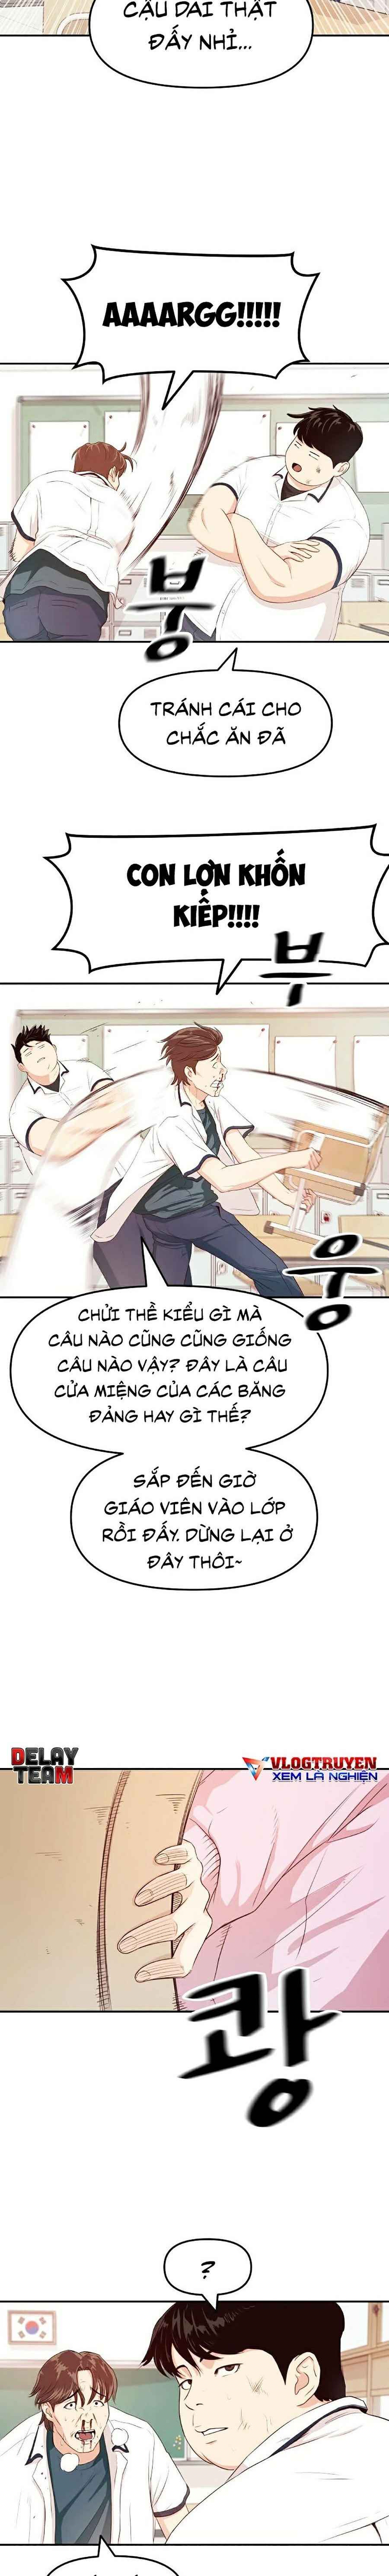 CẬU DAI THẬT
ĐẤY NHỈ...
AAAARGG!!!!!
붕
TRÁNH CÁI CHO
CHẮC ĂN ĐÃ
CON LỢN KHỐN
KIẾP!!!!
부
웅
CHỬI THỀ KIỂU GÌ MÀ
CÂU NÀO CŨNG CŨNG GIỐNG
CÂU NÀO VẬY? ĐÂY LÀ CÂU
CỬA MIỆNG CỦA CÁC BĂNG
ĐẢNG HAY GÌ THẾ?
SẮP ĐẾN GIỜ
GIÁO VIÊN VÀO LỚP
RỒI ĐẤY. DỪNG LẠI Ở
ĐÂY THÔI~
DELAY
TEAM
VLOGTRUYEN
XEM LÀ NGHIỆN
쾅
?